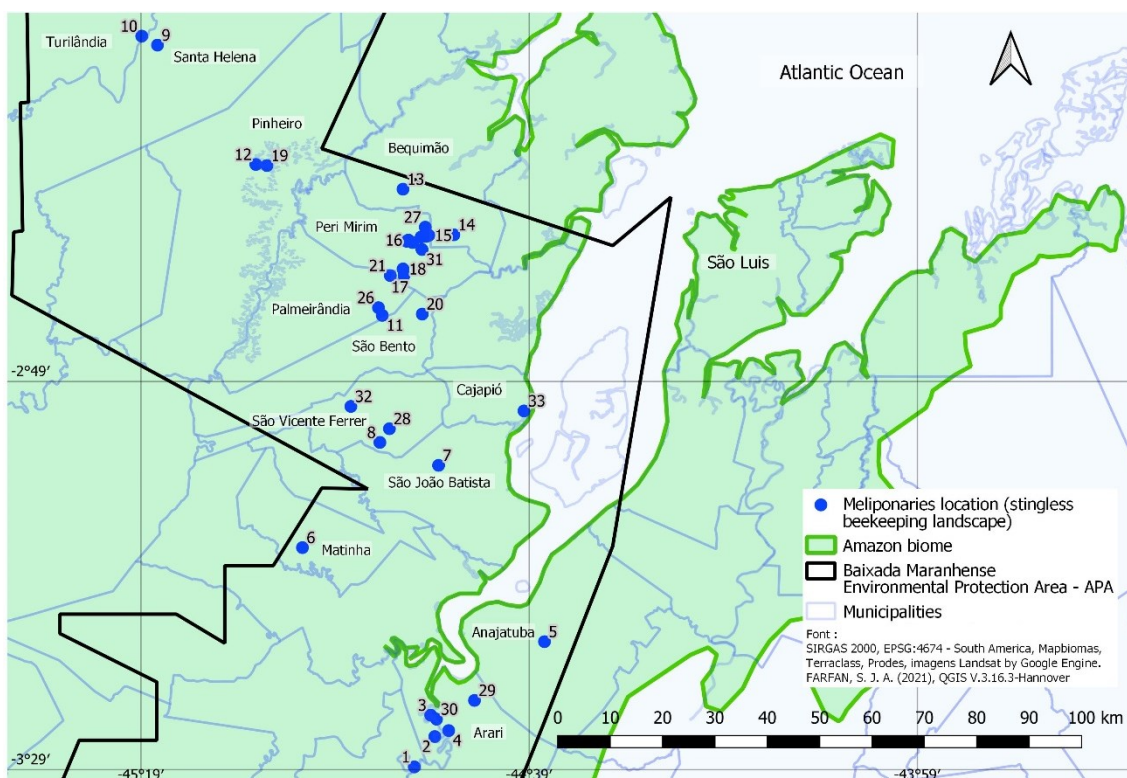 10
9
Turilândia
Santa Helena
Atlantic Ocean
Pinheiro
12
19
Bequimão
13
27
14
Peri Mirim
16
15
31
São Luis
21
18
17
26
Palmeirândia
20
11
São Bento
-2°49'
Cajapió
32
33
São Vicente Ferrer
28
8
7
São João Batista
Meliponaries location (stingless
beekeeping landscape)
6
Matinha
Amazon biome
Baixada Maranhense
Environmental Protection Area - APA
Municipalities
Anajatuba
5
Font :
SIRGAS 2000, EPSG:4674 - South America, Mapbiomas,
Terraclass, Prodes, imagens Landsat by Google Engine.
FARFAN, S. J. A. (2021), QGIS V.3.16.3-Hannover
29
3
30
Arari
0 10 20 30 40 50 60 70 80 90 100 km
2
4
1
-3°29'
-45°19'
-44°39'
-43°59'